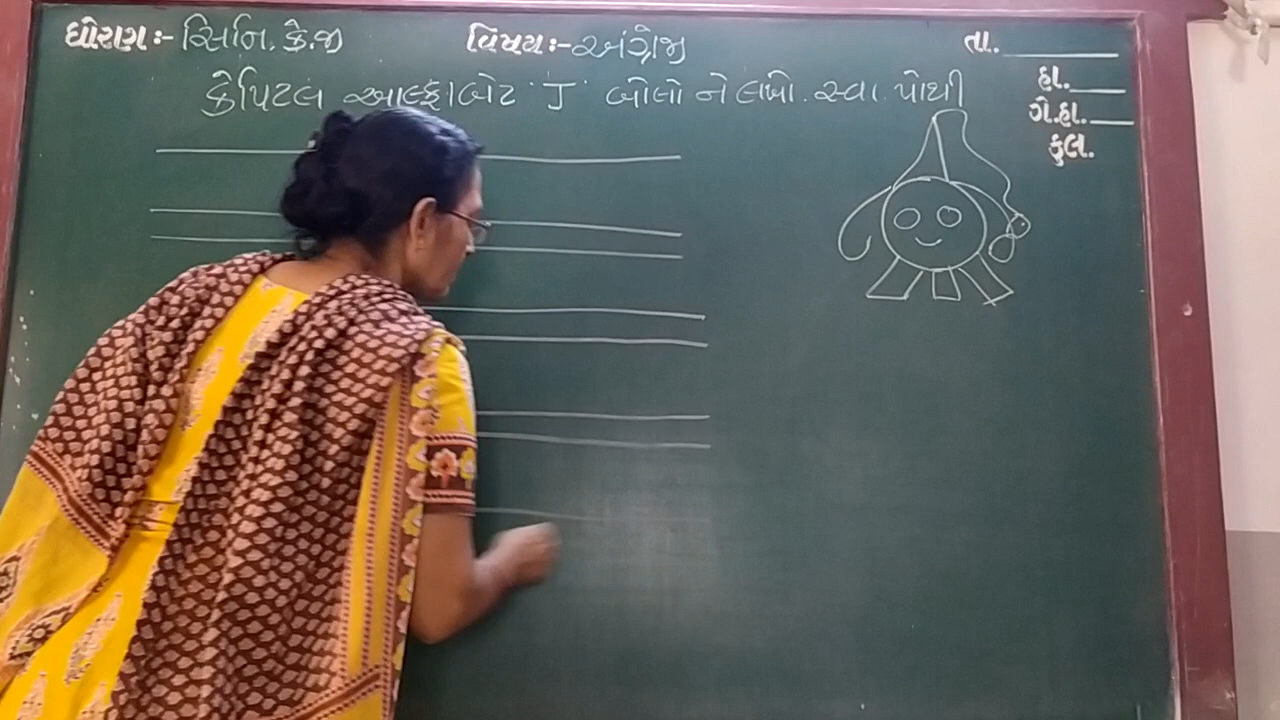 ધોરણ:- સિનિ. કે.જી વિષય:- અંગ્રેજી તા.
કેપિટલ આલ્ફાબેટ 'J' બોલો ને લખો. સ્વા. પોથી
હા.
ગે.હા.
કુલ.